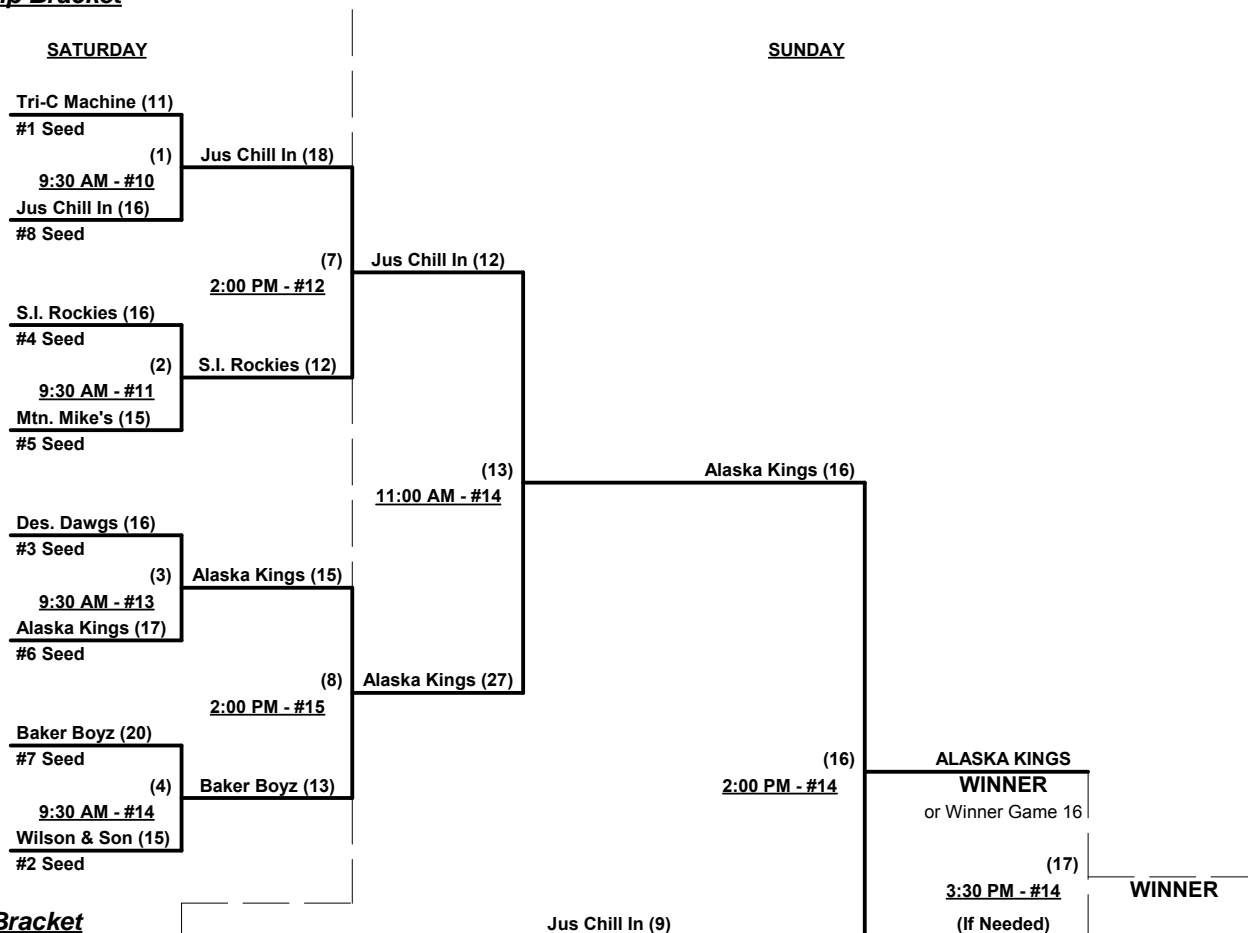 Bracket
SATURDAY
SUNDAY
Tri-C Machine (11)
#1 Seed
(1)
Jus Chill In (18)
9:30 AM - #10
Jus Chill In (16)
#8 Seed
(7)
Jus Chill In (12)
2:00 PM - #12
S.I. Rockies (16)
#4 Seed
(2)
S.I. Rockies (12)
9:30 AM - #11
Mtn. Mike's (15)
#5 Seed
(13)
Alaska Kings (16)
11:00 AM - #14
Des. Dawgs (16)
#3 Seed
(3)
Alaska Kings (15)
9:30 AM - #13
Alaska Kings (17)
#6 Seed
(8)
Alaska Kings (27)
2:00 PM - #15
Baker Boyz (20)
#7 Seed
(4)
Baker Boyz (13)
9:30 AM - #14
Wilson & Son (15)
#2 Seed
(16)
ALASKA KINGS
2:00 PM - #14
WINNER
or Winner Game 16
(17)
3:30 PM - #14
WINNER
(If Needed)
Bracket
Jus Chill In (9)